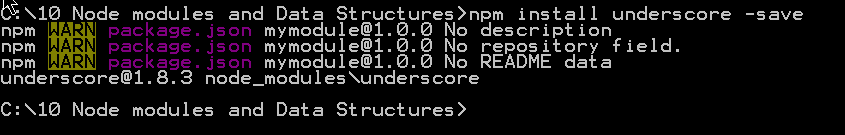 C:\10 Node modules and Data Structures>npm install underscore -save
npm WARN package.json mymodule@1.0.0 No description
npm WARN package.json mymodule@1.0.0 No repository field.
npm WARN package.json mymodule@1.0.0 No README data
underscore@1.8.3 node_modules\underscore
C:\10 Node modules and Data Structures>